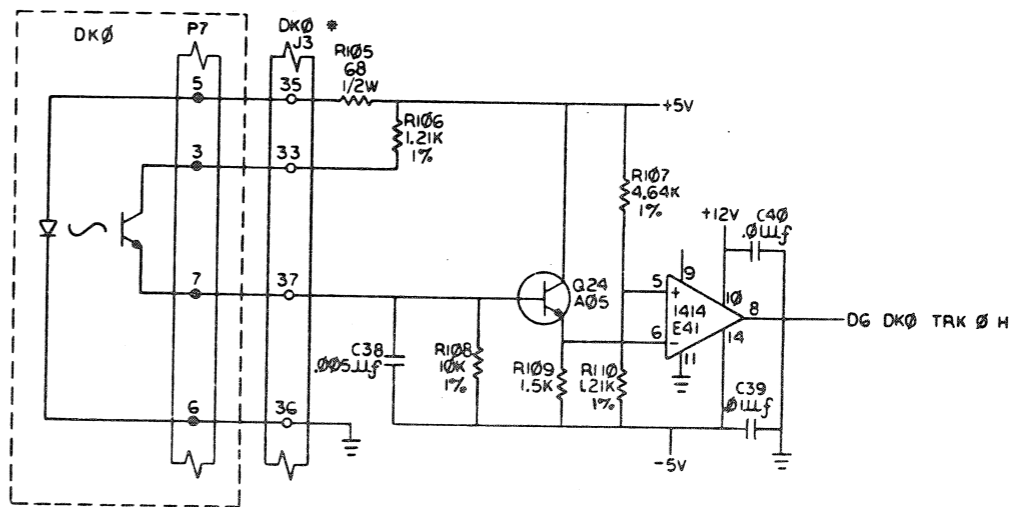 DKØ
P7
DKØ *
J3
R1Ø5
68
1/2W
5
35
+5V
R1Ø6
1.21K
1%
3
33
R1Ø7
4.64K
1%
+12V
C4Ø
.Ø1µf
9
7
37
Q24
AØ5
5
+
1414
E41
10
8
DG DKØ TRK Ø H
6
−
14
11
C38
.005µf
R1Ø8
1ØK
1%
R1Ø9
1.5K
R11Ø
1.21K
1%
C39
.Ø1µf
6
36
-5V